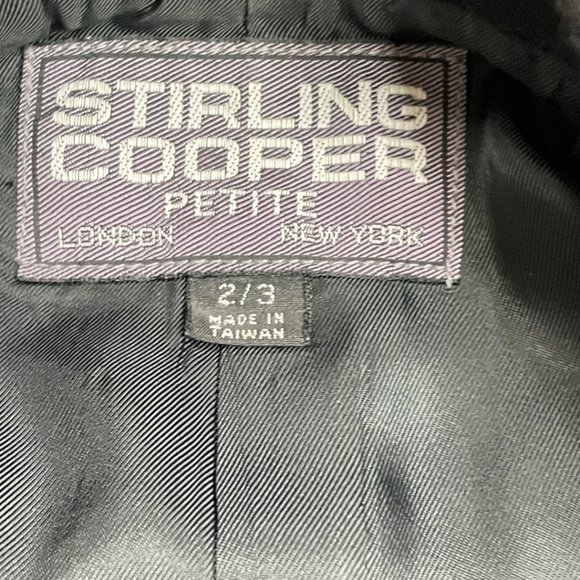 STIRLING
COOPER
PETITE
LONDON NEW YORK
2/3
MADE IN
TAIWAN